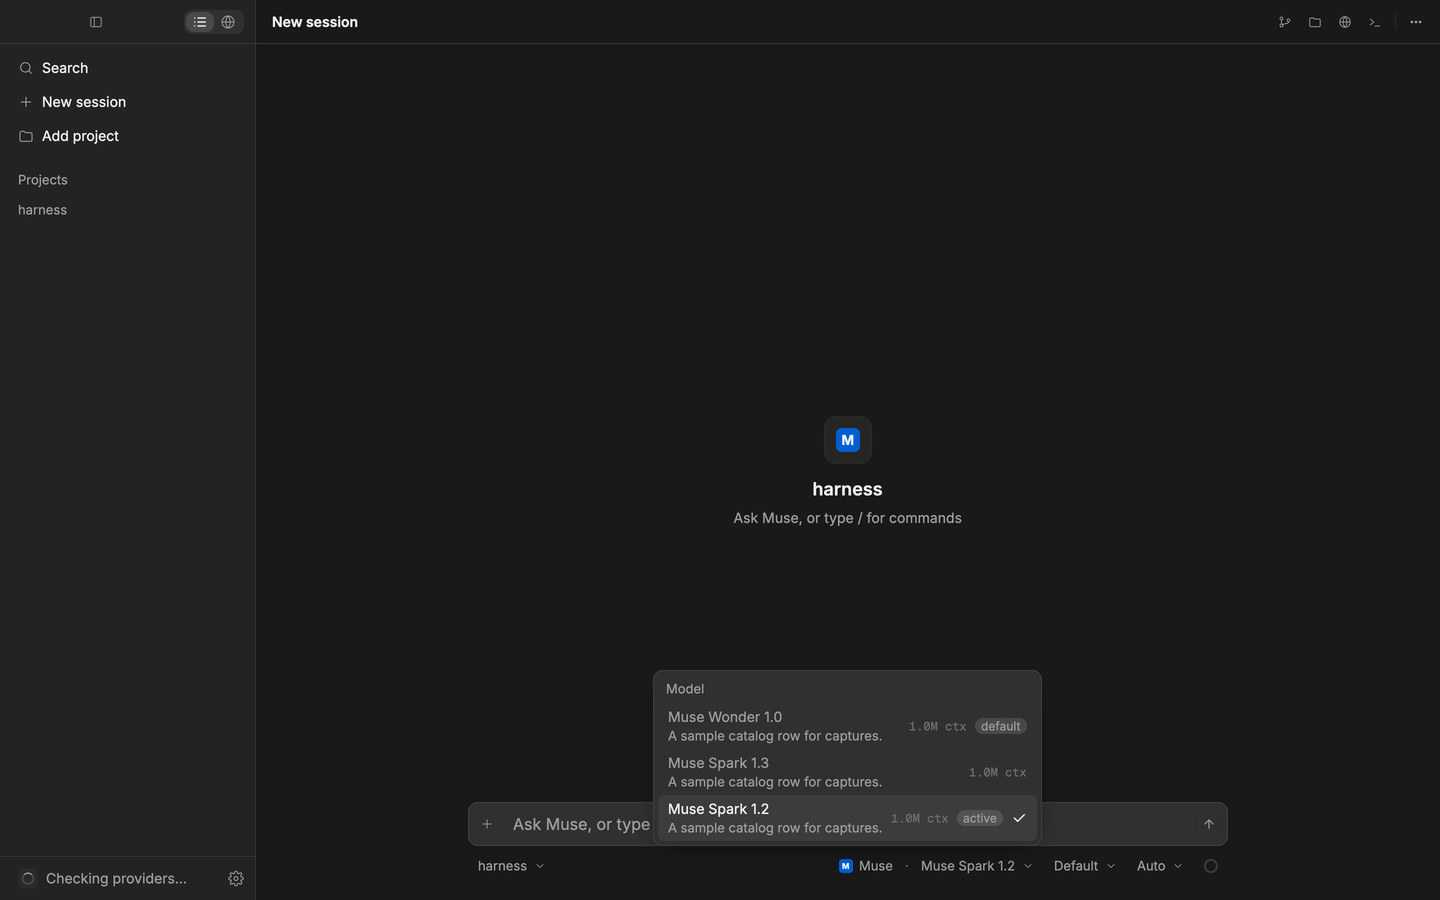 New session
Search
New session
Add project
Projects
harness
M
harness
Ask Muse, or type / for commands
Model
Muse Wonder 1.0
A sample catalog row for captures.
1.0M ctx default
Muse Spark 1.3
A sample catalog row for captures.
1.0M ctx
Muse Spark 1.2
A sample catalog row for captures.
1.0M ctx active
Ask Muse, or type
harness
M Muse · Muse Spark 1.2 Default Auto
Checking providers...